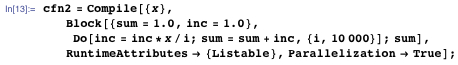 In[13]:= cfn2 = Compile[{x},
Block[{sum = 1.0, inc = 1.0},
Do[inc = inc * x / i; sum = sum + inc, {i, 10 000}]; sum],
RuntimeAttributes → {Listable}, Parallelization → True];